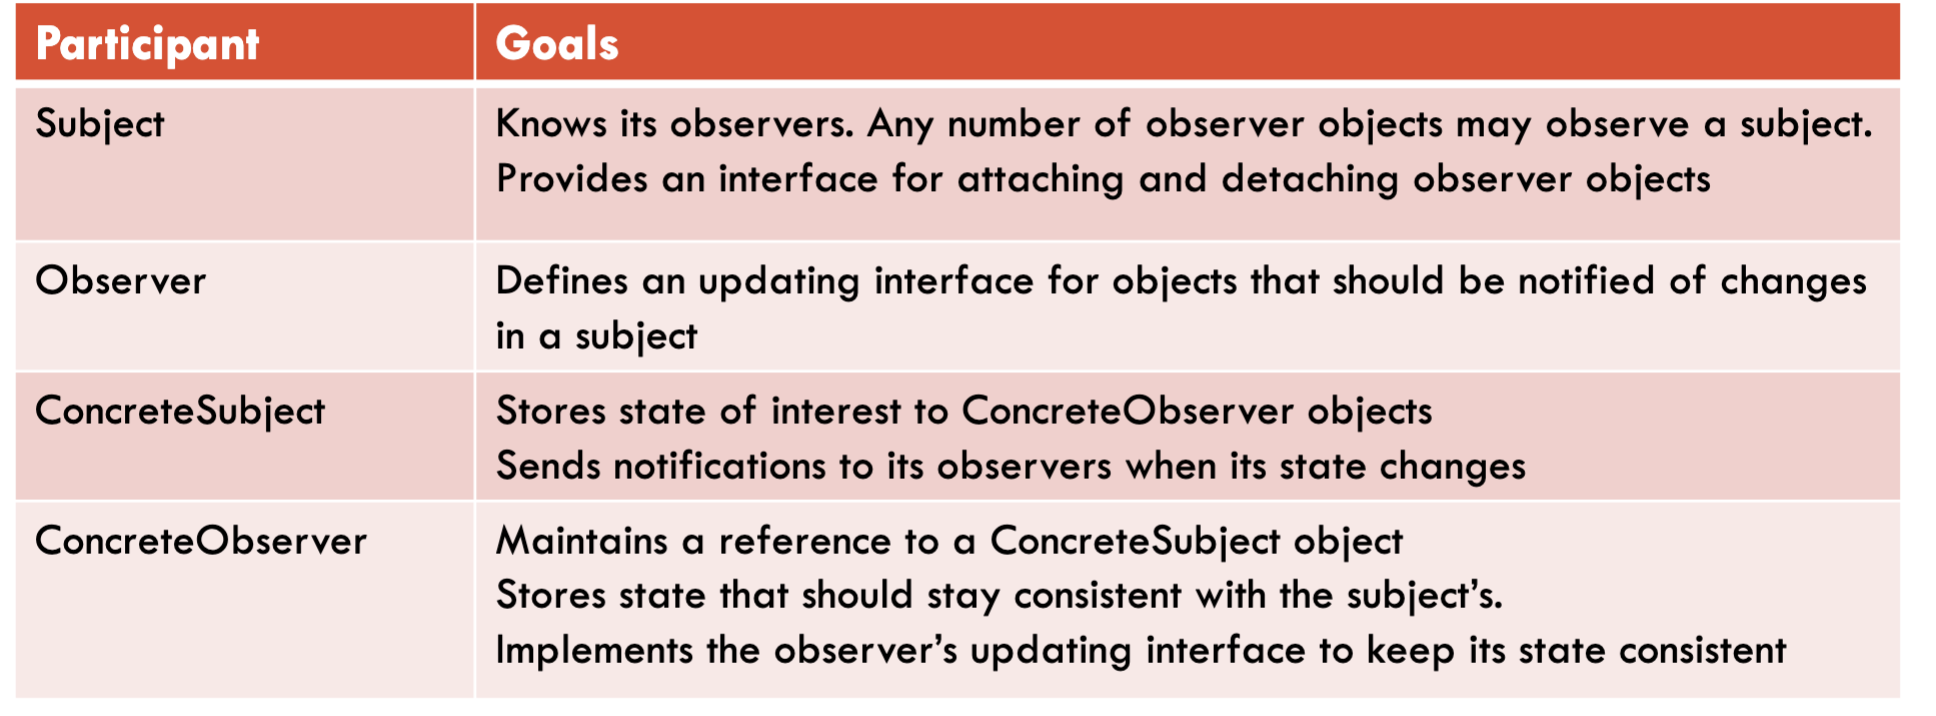 Participant
Goals
Subject
Knows its observers. Any number of observer objects may observe a subject.
Provides an interface for attaching and detaching observer objects
Observer
Defines an updating interface for objects that should be notified of changes
in a subject
ConcreteSubject
Stores state of interest to ConcreteObserver objects
Sends notifications to its observers when its state changes
ConcreteObserver
Maintains a reference to a ConcreteSubject object
Stores state that should stay consistent with the subject’s.
Implements the observer’s updating interface to keep its state consistent